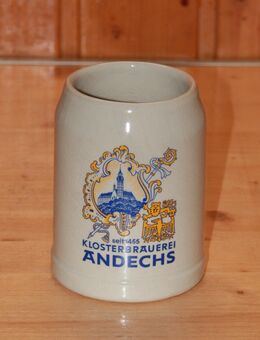 seit 1455
KLOSTERBRAUEREI
ANDECHS